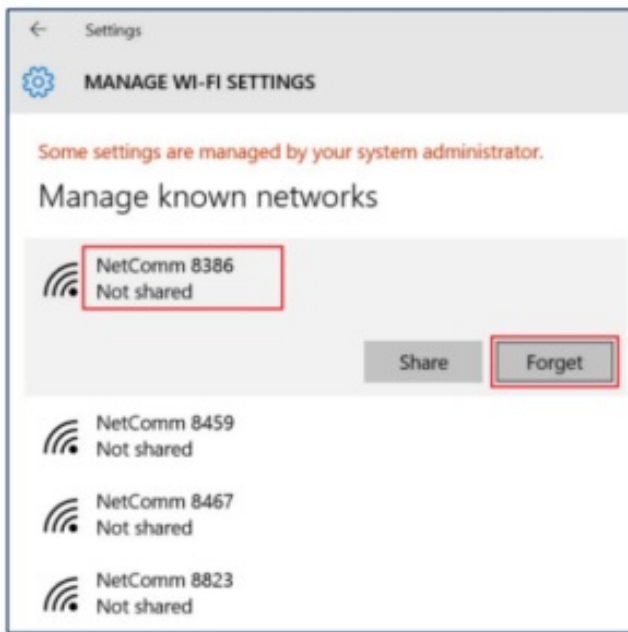 Settings
MANAGE WI-FI SETTINGS
Some settings are managed by your system administrator.
Manage known networks
NetComm 8386
Not shared
Share Forget
NetComm 8459
Not shared
NetComm 8467
Not shared
NetComm 8823
Not shared